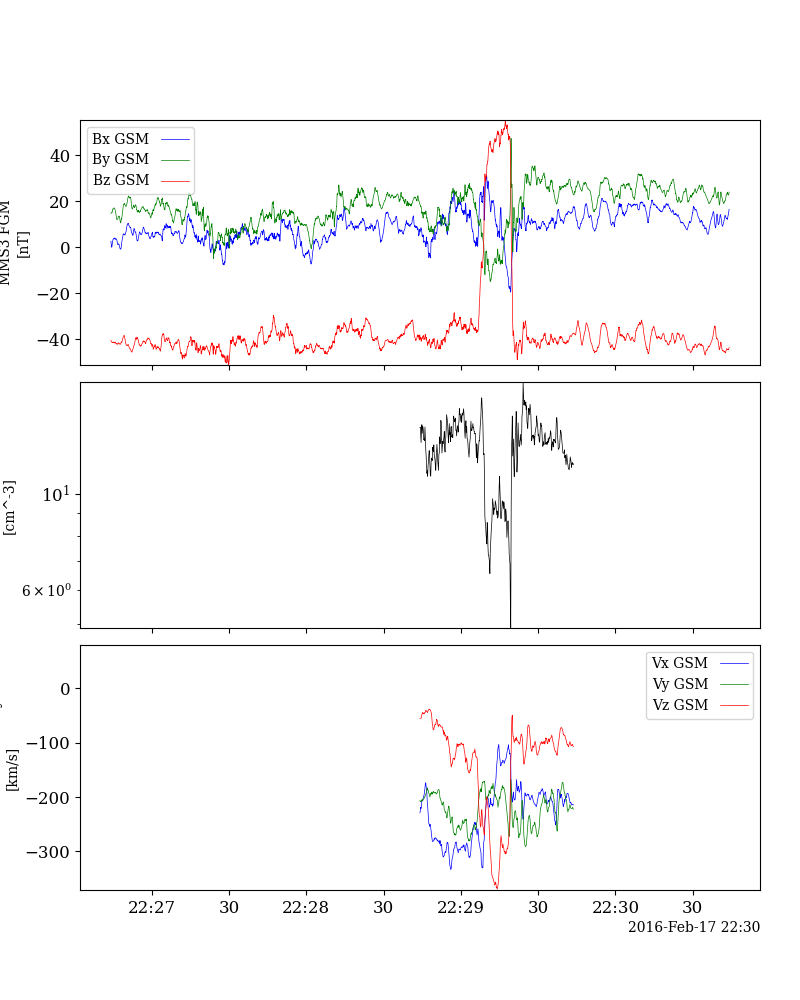 Bx GSM
By GSM
Bz GSM
MMS3 FGM
[nT]
40
20
0
−20
−40
[cm^-3]
10^1
6×10^0
Vx GSM
Vy GSM
Vz GSM
[km/s]
0
−100
−200
−300
22:27 30 22:28 30 22:29 30 22:30 30
2016-Feb-17 22:30